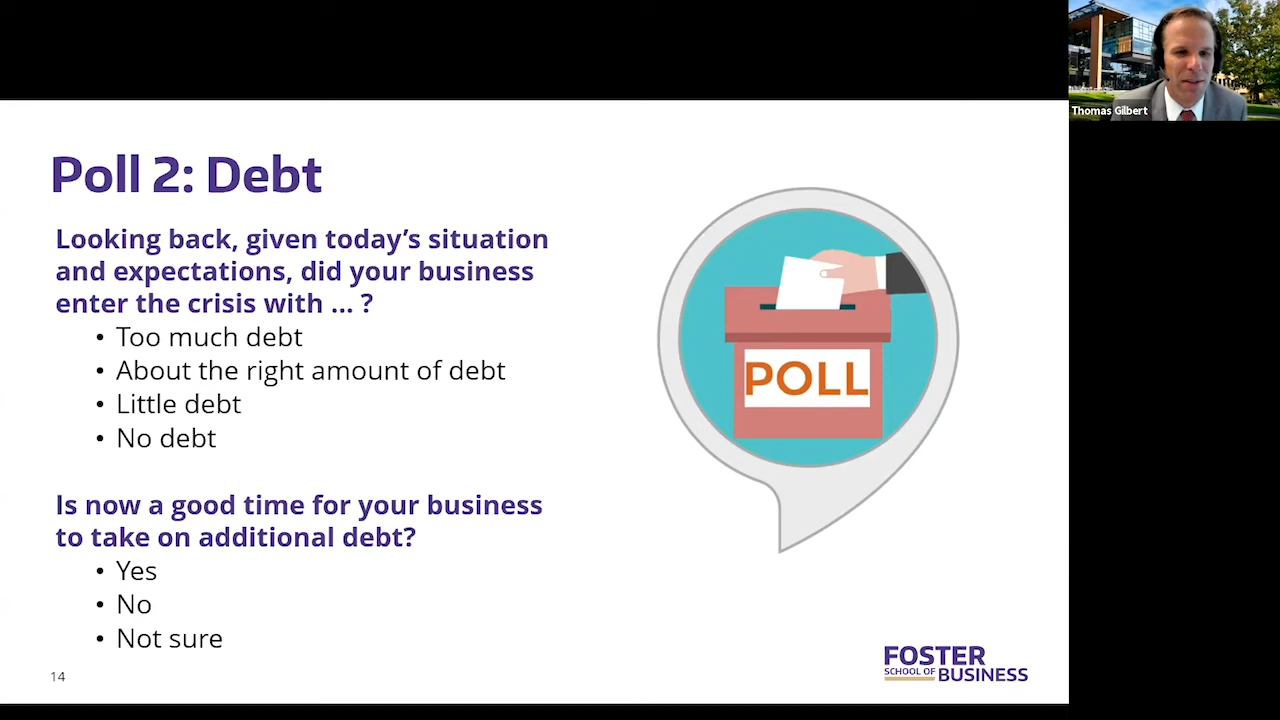 Thomas Gilbert
Poll 2: Debt
Looking back, given today’s situation
and expectations, did your business
enter the crisis with ... ?
• Too much debt
• About the right amount of debt
• Little debt
• No debt
Is now a good time for your business
to take on additional debt?
• Yes
• No
• Not sure
POLL
14
FOSTER
SCHOOL OF BUSINESS